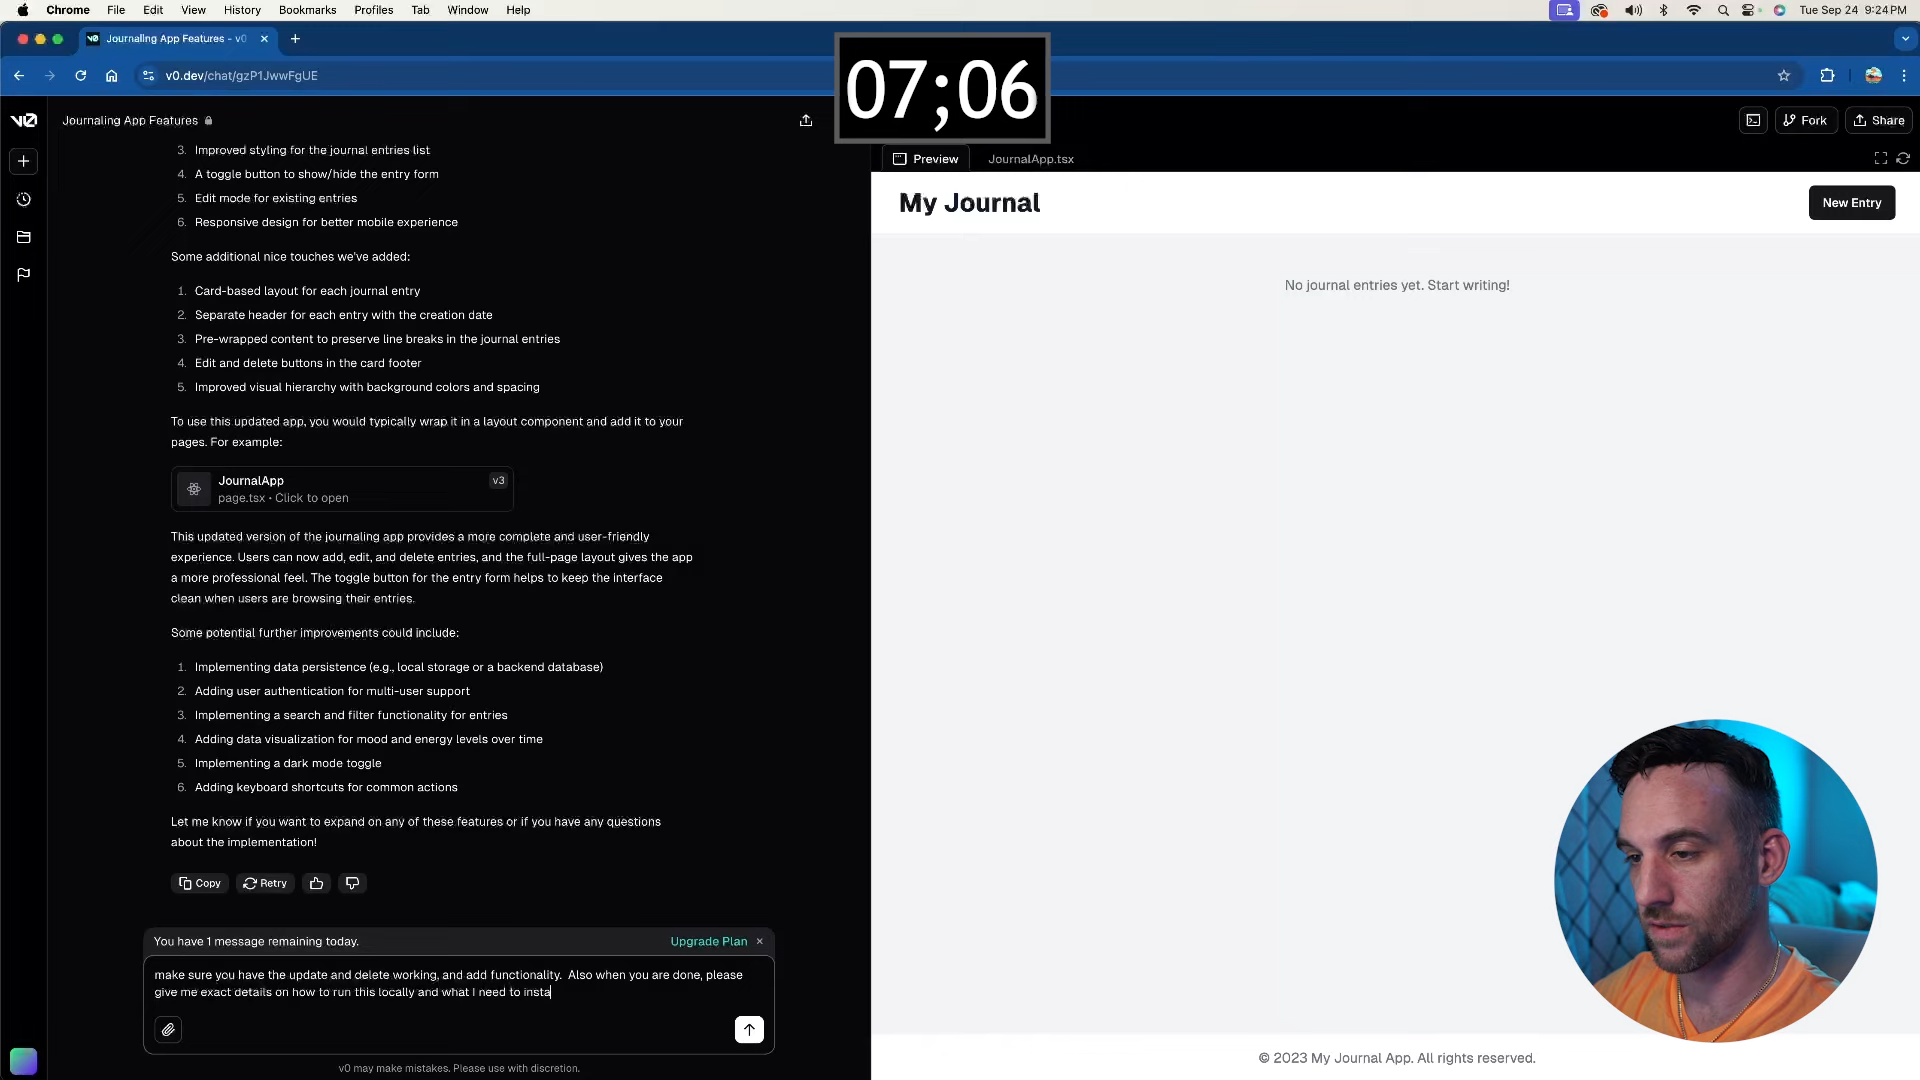 Chrome File Edit View History Bookmarks Profiles Tab Window Help
Tue Sep 24 9:24 PM
Journaling App Features - v0
v0.dev/chat/gzP1JwwFgUE
07;06
v0
Journaling App Features
Fork
Share
3. Improved styling for the journal entries list
4. A toggle button to show/hide the entry form
5. Edit mode for existing entries
6. Responsive design for better mobile experience
Some additional nice touches we've added:
1. Card-based layout for each journal entry
2. Separate header for each entry with the creation date
3. Pre-wrapped content to preserve line breaks in the journal entries
4. Edit and delete buttons in the card footer
5. Improved visual hierarchy with background colors and spacing
To use this updated app, you would typically wrap it in a layout component and add it to your
pages. For example:
JournalApp
v3
page.tsx • Click to open
This updated version of the journaling app provides a more complete and user-friendly
experience. Users can now add, edit, and delete entries, and the full-page layout gives the app
a more professional feel. The toggle button for the entry form helps to keep the interface
clean when users are browsing their entries.
Some potential further improvements could include:
1. Implementing data persistence (e.g., local storage or a backend database)
2. Adding user authentication for multi-user support
3. Implementing a search and filter functionality for entries
4. Adding data visualization for mood and energy levels over time
5. Implementing a dark mode toggle
6. Adding keyboard shortcuts for common actions
Let me know if you want to expand on any of these features or if you have any questions
about the implementation!
Copy
Retry
You have 1 message remaining today.
Upgrade Plan
make sure you have the update and delete working, and add functionality.  Also when you are done, please
give me exact details on how to run this locally and what I need to insta
v0 may make mistakes. Please use with discretion.
Preview
JournalApp.tsx
My Journal
New Entry
No journal entries yet. Start writing!
© 2023 My Journal App. All rights reserved.